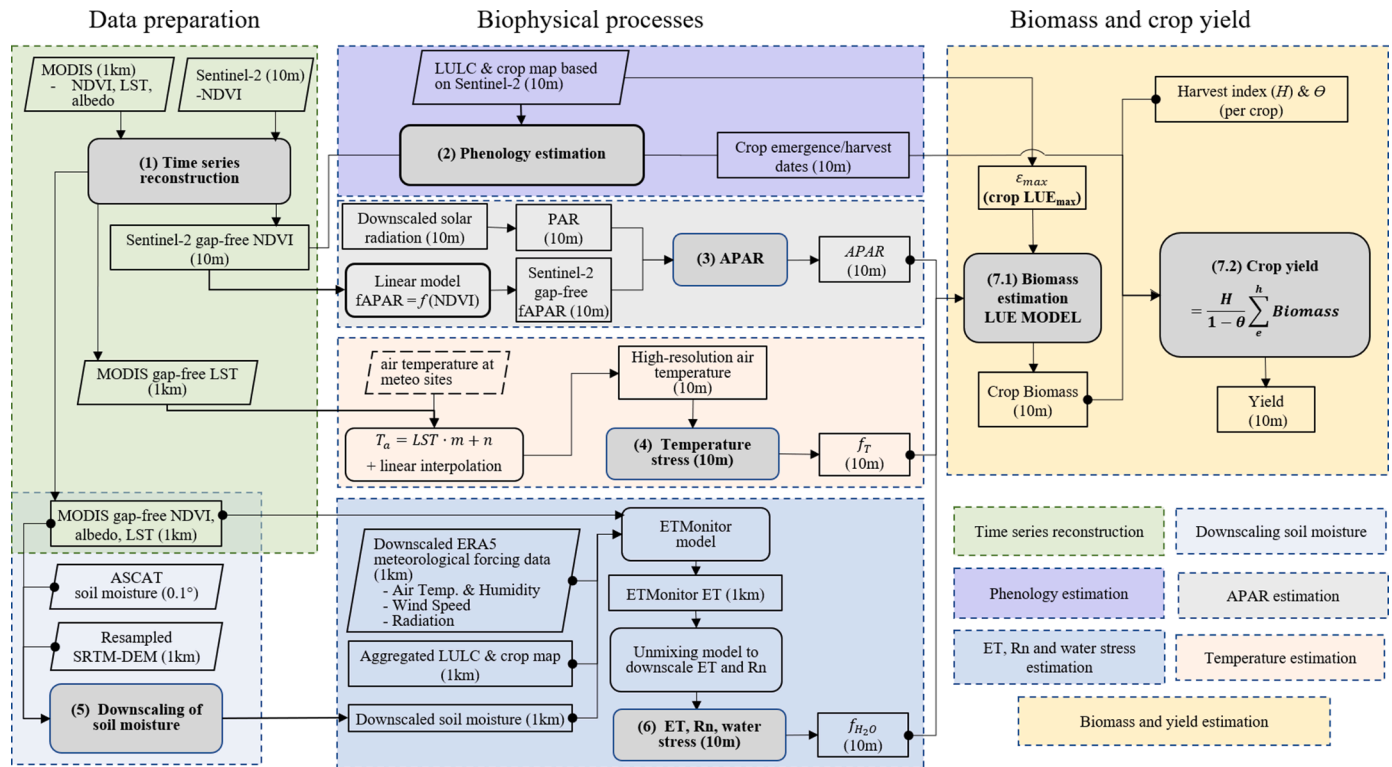 Data preparation
Biophysical processes
Biomass and crop yield
MODIS (1km)
- NDVI, LST,
albedo
Sentinel-2 (10m)
-NDVI
(1) Time series
reconstruction
Sentinel-2 gap-free NDVI
(10m)
MODIS gap-free LST
(1km)
MODIS gap-free NDVI,
albedo, LST (1km)
ASCAT
soil moisture (0.1°)
Resampled
SRTM-DEM (1km)
(5) Downscaling of
soil moisture
LULC & crop map based
on Sentinel-2 (10m)
(2) Phenology estimation
Crop emergence/harvest
dates (10m)
Downscaled solar
radiation (10m)
PAR
(10m)
Linear model
fAPAR = f(NDVI)
Sentinel-2
gap-free
fAPAR (10m)
(3) APAR
APAR
(10m)
air temperature at
meteo sites
High-resolution air
temperature
(10m)
T_a = LST · m + n
+ linear interpolation
(4) Temperature
stress (10m)
f_T
(10m)
Downscaled ERA5
meteorological forcing data
(1km)
- Air Temp. & Humidity
- Wind Speed
- Radiation
Aggregated LULC & crop map
(1km)
Downscaled soil moisture (1km)
ETMonitor
model
ETMonitor ET (1km)
Unmixing model to
downscale ET and Rn
(6) ET, Rn, water
stress (10m)
f_{H_2O}
(10m)
Harvest index (H) & Θ
(per crop)
ε_max
(crop LUE_max)
(7.1) Biomass
estimation
LUE MODEL
Crop Biomass
(10m)
(7.2) Crop yield
= H/(1 − θ) ∑_e^h Biomass
Yield
(10m)
Time series reconstruction
Downscaling soil moisture
Phenology estimation
APAR estimation
ET, Rn and water stress
estimation
Temperature estimation
Biomass and yield estimation